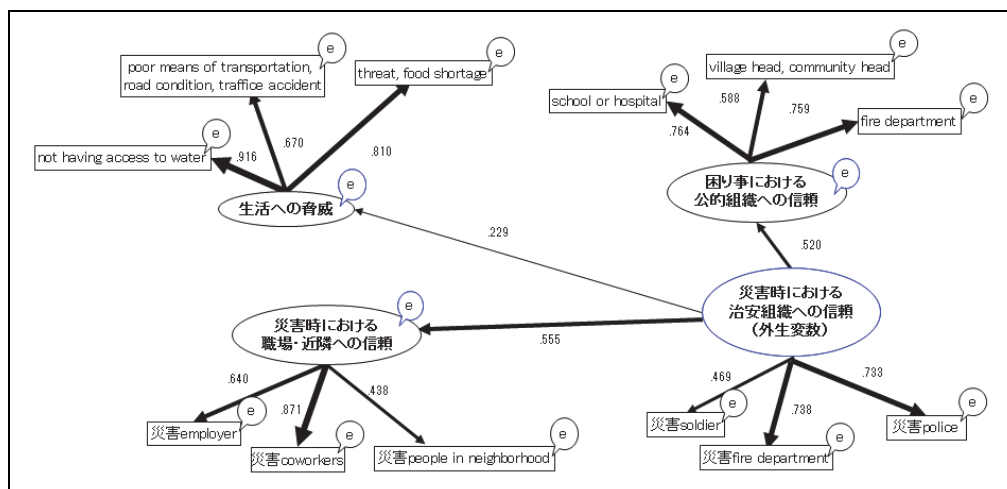 e
e
poor means of transportation,
road condition, traffice accident
threat, food shortage
e
not having access to water
.916
.670
.810
e
生活への脅威
e
village head, community head
e
school or hospital
e
fire department
.764
.588
.759
e
困り事における
公的組織への信頼
.229
.520
災害時における
治安組織への信頼
(外生変数)
e
災害時における
職場・近隣への信頼
.555
.640
.871
.438
e
災害employer
e
災害coworkers
e
災害people in neighborhood
.469
.738
.733
e
災害soldier
e
災害fire department
e
災害police